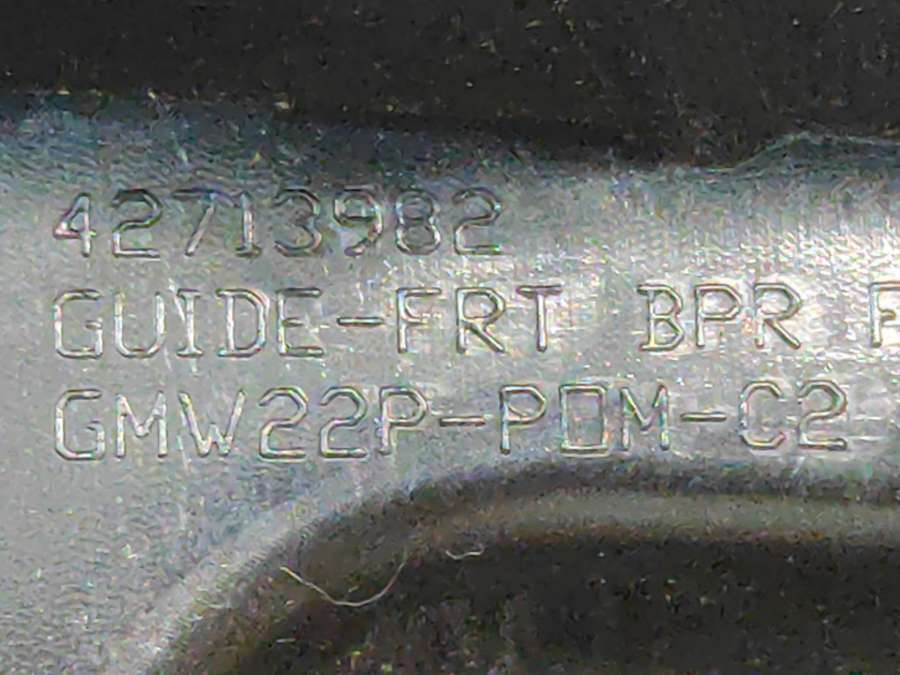 42713982
GUIDE-FRT BPR F
GMW22P-POM-C2-